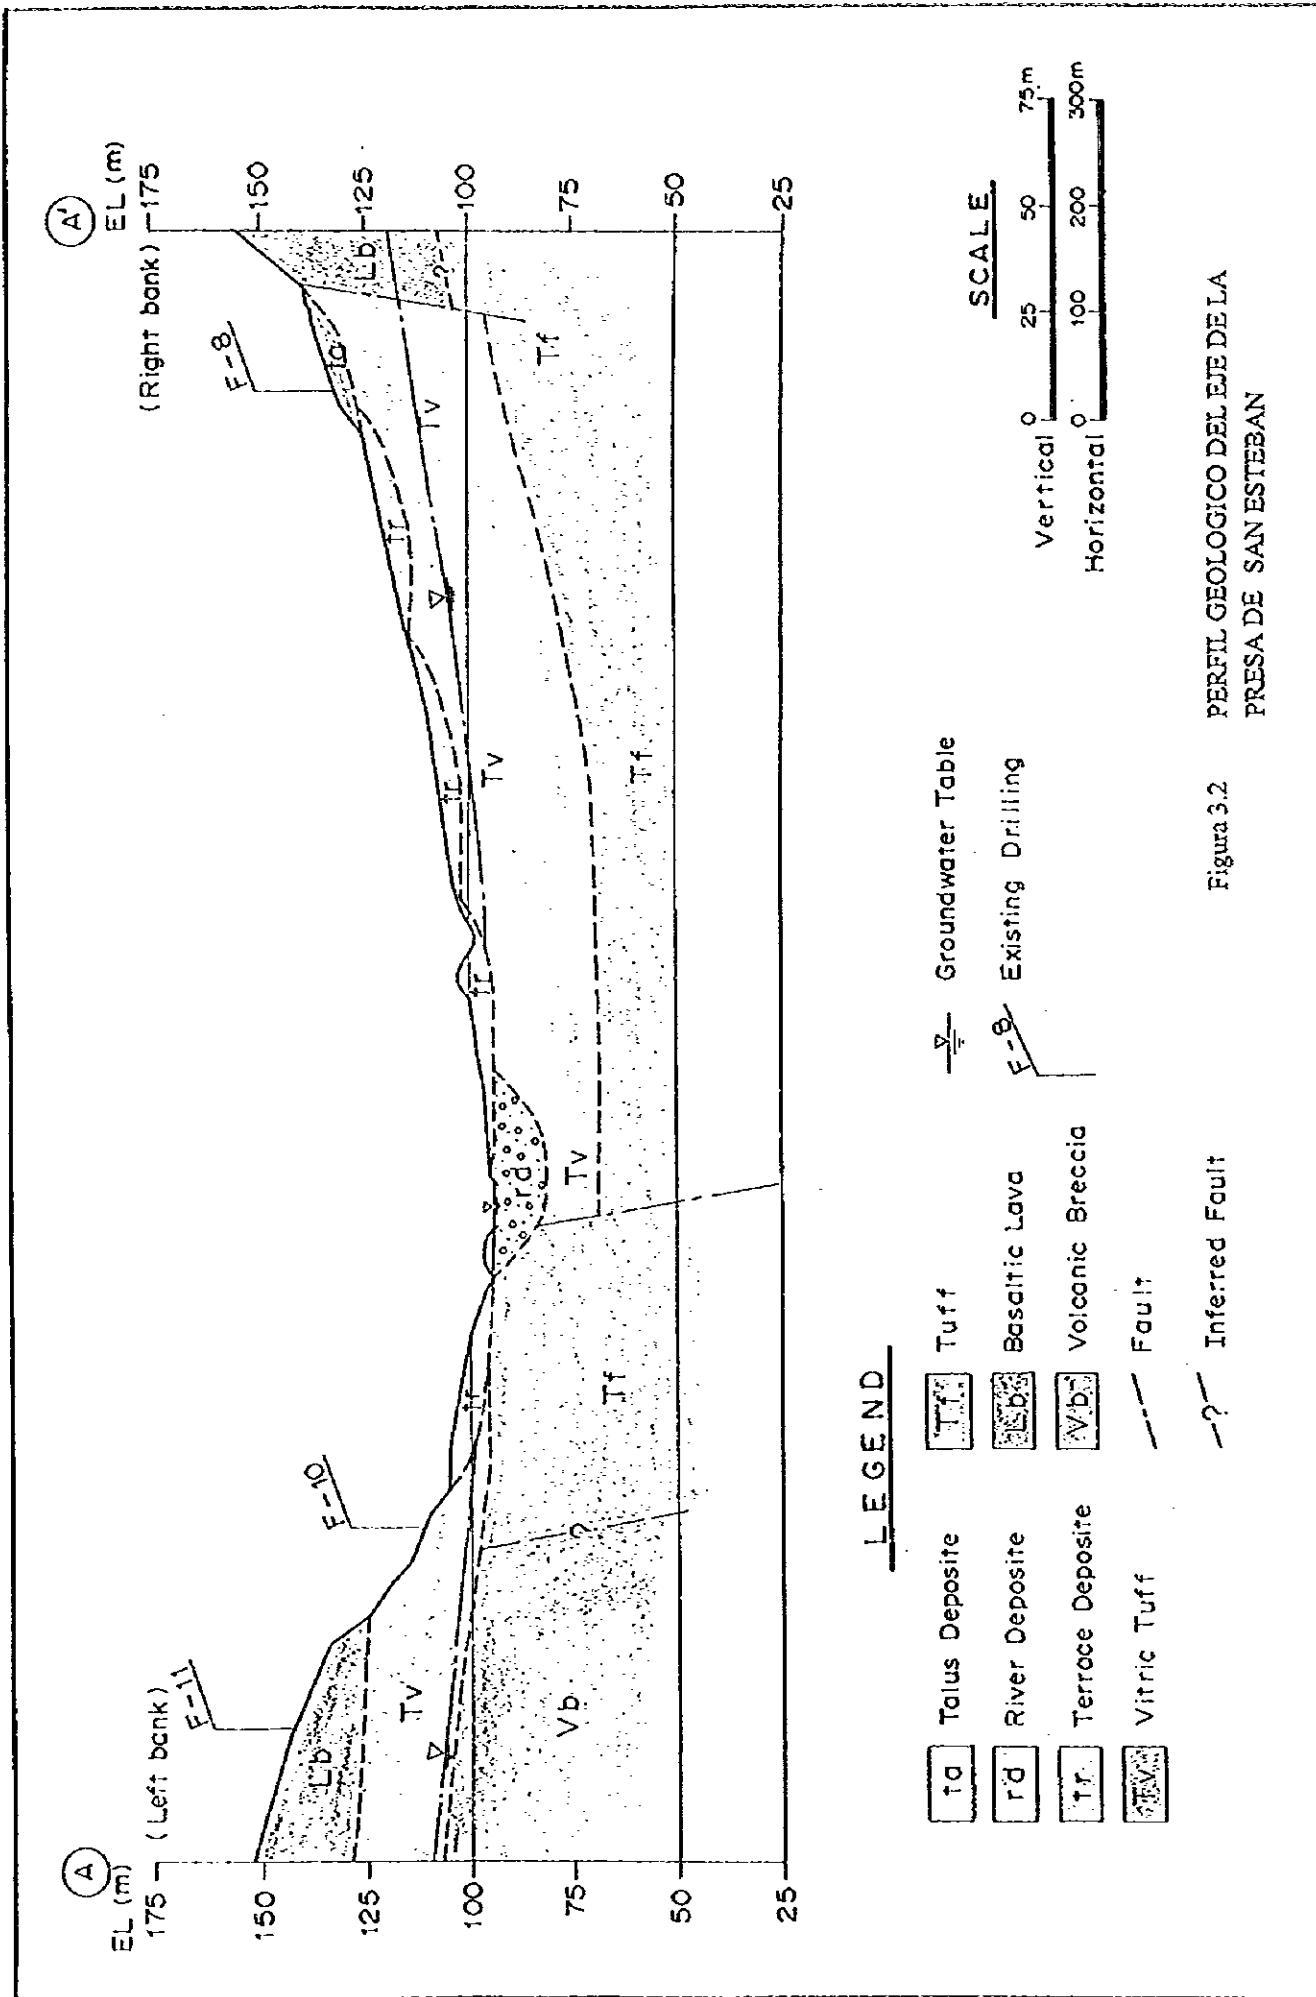 A
EL (m)
(Left bank)
175
150
125
100
75
50
25
F-11
F-10
F-8
A'
EL (m)
(Right bank)
175
150
125
100
75
50
25
Lb
Tv
Vb
?
tr
Tf
rd
Tv
tr
tr
Tv
Tf
tr
Tv
ta
Tf
Lb
?
LEGEND
ta Talus Deposite
rd River Deposite
tr Terrace Deposite
Tv Vitric Tuff
Tf Tuff
Lb Basaltic Lava
Vb Volcanic Breccia
Fault
-?- Inferred Fault
Groundwater Table
F-8 Existing Drilling
SCALE
Vertical 0 25 50 75m
Horizontal 0 100 200 300m
Figura 3.2 PERFIL GEOLOGICO DEL EJE DE LA
PRESA DE SAN ESTEBAN